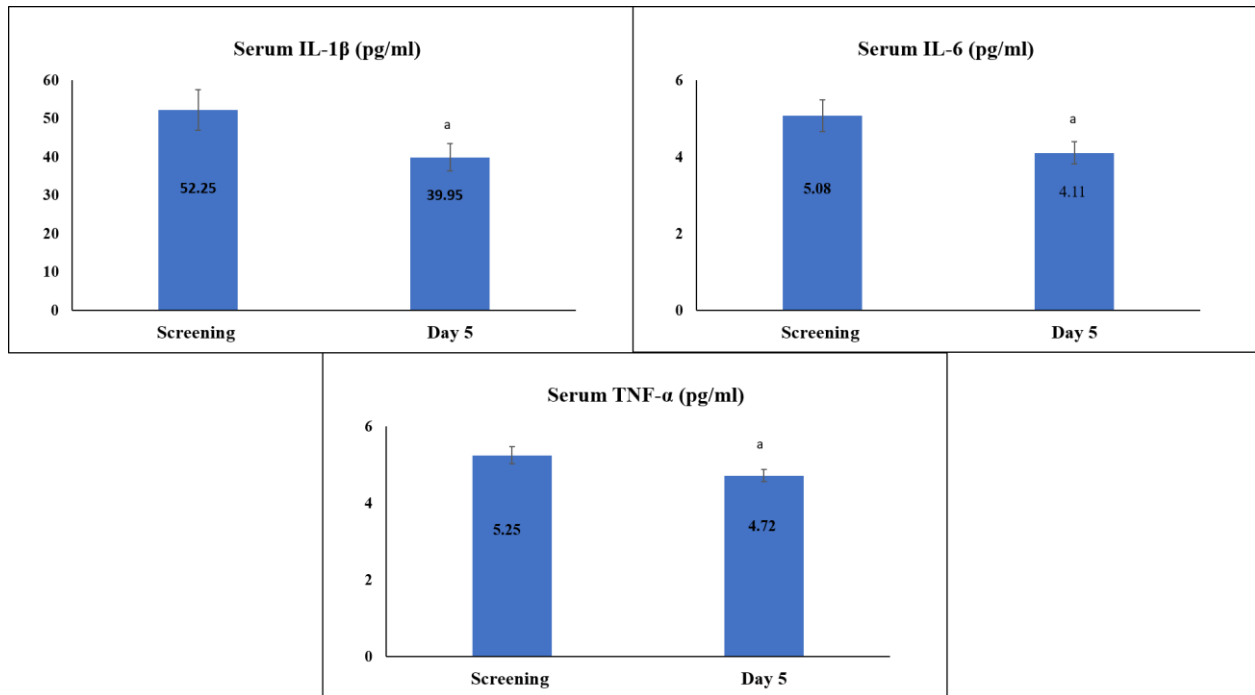 Serum IL-1β (pg/ml)
60
50
40
30
20
10
0
a
52.25
39.95
Screening Day 5
Serum IL-6 (pg/ml)
6
4
2
0
a
5.08
4.11
Screening Day 5
Serum TNF-α (pg/ml)
6
4
2
0
a
5.25
4.72
Screening Day 5